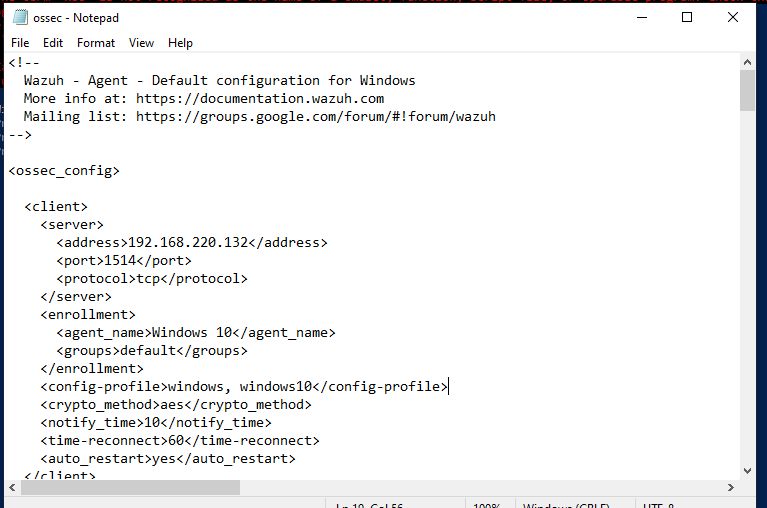 ossec - Notepad
File Edit Format View Help
<!--
  Wazuh - Agent - Default configuration for Windows
  More info at: https://documentation.wazuh.com
  Mailing list: https://groups.google.com/forum/#!forum/wazuh
-->
<ossec_config>
  <client>
    <server>
      <address>192.168.220.132</address>
      <port>1514</port>
      <protocol>tcp</protocol>
    </server>
    <enrollment>
      <agent_name>Windows 10</agent_name>
      <groups>default</groups>
    </enrollment>
    <config-profile>windows, windows10</config-profile>
    <crypto_method>aes</crypto_method>
    <notify_time>10</notify_time>
    <time-reconnect>60</time-reconnect>
    <auto_restart>yes</auto_restart>
  </client>
Ln 19, Col 56 100% Windows (CRLF) UTF-8